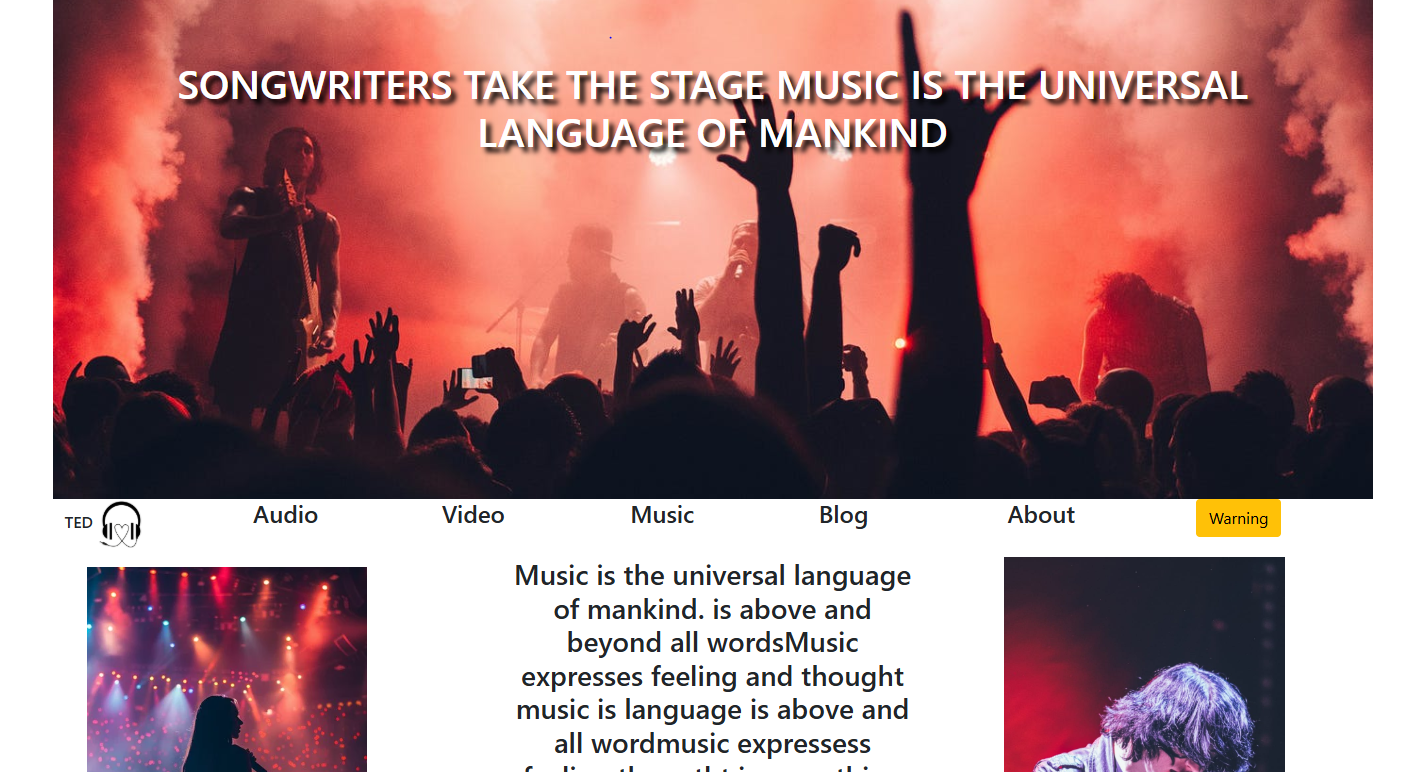 SONGWRITERS TAKE THE STAGE MUSIC IS THE UNIVERSAL
LANGUAGE OF MANKIND
TED
Audio
Video
Music
Blog
About
Warning
Music is the universal language
of mankind. is above and
beyond all wordsMusic
expresses feeling and thought
music is language is above and
all wordmusic expressess